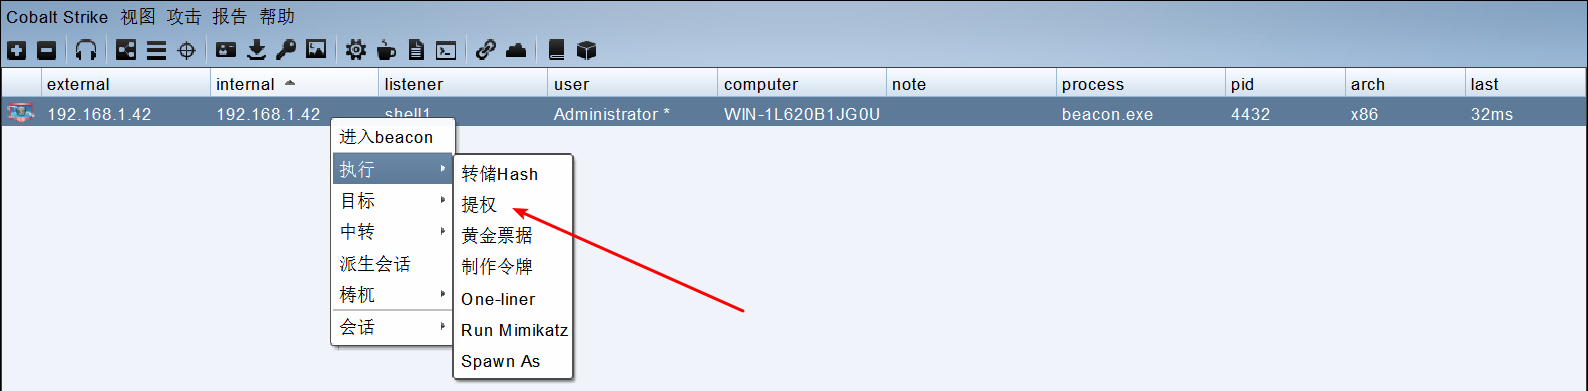 Cobalt Strike 视图 攻击 报告 帮助
external internal listener user computer note process pid arch last
192.168.1.42 192.168.1.42 shell1 Administrator * WIN-1L620B1JG0U beacon.exe 4432 x86 32ms
进入beacon
执行
目标
中转
派生会话
梼杌
会话
转储Hash
提权
黄金票据
制作令牌
One-liner
Run Mimikatz
Spawn As